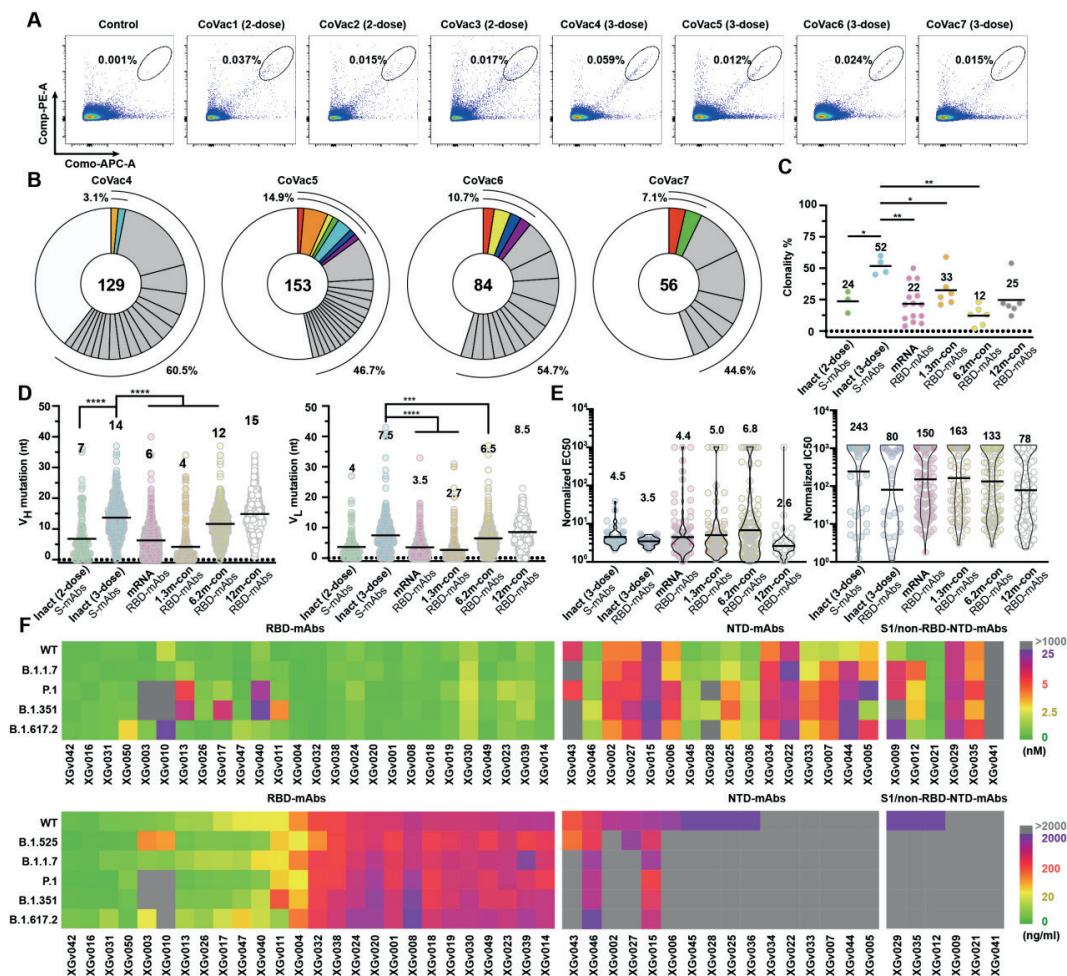 A
Control
CoVac1 (2-dose)
CoVac2 (2-dose)
CoVac3 (2-dose)
CoVac4 (3-dose)
CoVac5 (3-dose)
CoVac6 (3-dose)
CoVac7 (3-dose)
0.001%
0.037%
0.015%
0.017%
0.059%
0.012%
0.024%
0.015%
Comp-PE-A
Como-APC-A
B
CoVac4
3.1%
129
60.5%
CoVac5
14.9%
153
46.7%
CoVac6
10.7%
84
54.7%
CoVac7
7.1%
56
44.6%
C
Clonality %
100
75
50
25
0
24
52
22
33
12
25
*
**
*
**
Inact (2-dose)
S-mAbs
Inact (3-dose)
S-mAbs
mRNA
RBD-mAbs
1.3m-con
RBD-mAbs
6.2m-con
RBD-mAbs
12m-con
RBD-mAbs
D
VH mutation (nt)
50
40
30
20
10
0
7
14
6
4
12
15
****
****
Inact (2-dose)
S-mAbs
Inact (3-dose)
S-mAbs
mRNA
RBD-mAbs
1.3m-con
RBD-mAbs
6.2m-con
RBD-mAbs
12m-con
RBD-mAbs
VL mutation (nt)
50
40
30
20
10
0
4
7.5
3.5
2.7
6.5
8.5
***
****
Inact (2-dose)
S-mAbs
Inact (3-dose)
S-mAbs
mRNA
RBD-mAbs
1.3m-con
RBD-mAbs
6.2m-con
RBD-mAbs
12m-con
RBD-mAbs
E
Normalized EC50
10³
10²
10¹
10⁰
4.5
3.5
4.4
5.0
6.8
2.6
Inact (3-dose)
S-mAbs
Inact (3-dose)
RBD-mAbs
mRNA
RBD-mAbs
1.3m-con
RBD-mAbs
6.2m-con
RBD-mAbs
12m-con
RBD-mAbs
Normalized IC50
10³
10²
10¹
10⁰
243
80
150
163
133
78
Inact (3-dose)
S-mAbs
Inact (3-dose)
RBD-mAbs
mRNA
RBD-mAbs
1.3m-con
RBD-mAbs
6.2m-con
RBD-mAbs
12m-con
RBD-mAbs
F
RBD-mAbs
NTD-mAbs
S1/non-RBD-NTD-mAbs
WT
B.1.1.7
P.1
B.1.351
B.1.617.2
>1000
25
5
2.5
0
(nM)
XGv042
XGv016
XGv031
XGv050
XGv003
XGv010
XGv013
XGv026
XGv017
XGv047
XGv040
XGv011
XGv004
XGv032
XGv038
XGv024
XGv020
XGv001
XGv008
XGv018
XGv019
XGv030
XGv049
XGv023
XGv039
XGv014
XGv043
XGv046
XGv002
XGv027
XGv015
XGv006
XGv045
XGv028
XGv025
XGv036
XGv034
XGv022
XGv033
XGv007
XGv044
XGv005
XGv009
XGv012
XGv021
XGv029
XGv035
XGv041
RBD-mAbs
NTD-mAbs
S1/non-RBD-NTD-mAbs
WT
B.1.525
B.1.1.7
P.1
B.1.351
B.1.617.2
>2000
2000
200
20
0
(ng/ml)
XGv042
XGv016
XGv031
XGv050
XGv003
XGv010
XGv013
XGv026
XGv017
XGv047
XGv040
XGv011
XGv004
XGv032
XGv038
XGv024
XGv020
XGv001
XGv008
XGv018
XGv019
XGv030
XGv049
XGv023
XGv039
XGv014
XGv043
XGv046
XGv002
XGv027
XGv015
XGv006
XGv045
XGv028
XGv025
XGv036
XGv034
XGv022
XGv033
XGv007
XGv044
XGv005
XGv029
XGv035
XGv012
XGv009
XGv021
XGv041